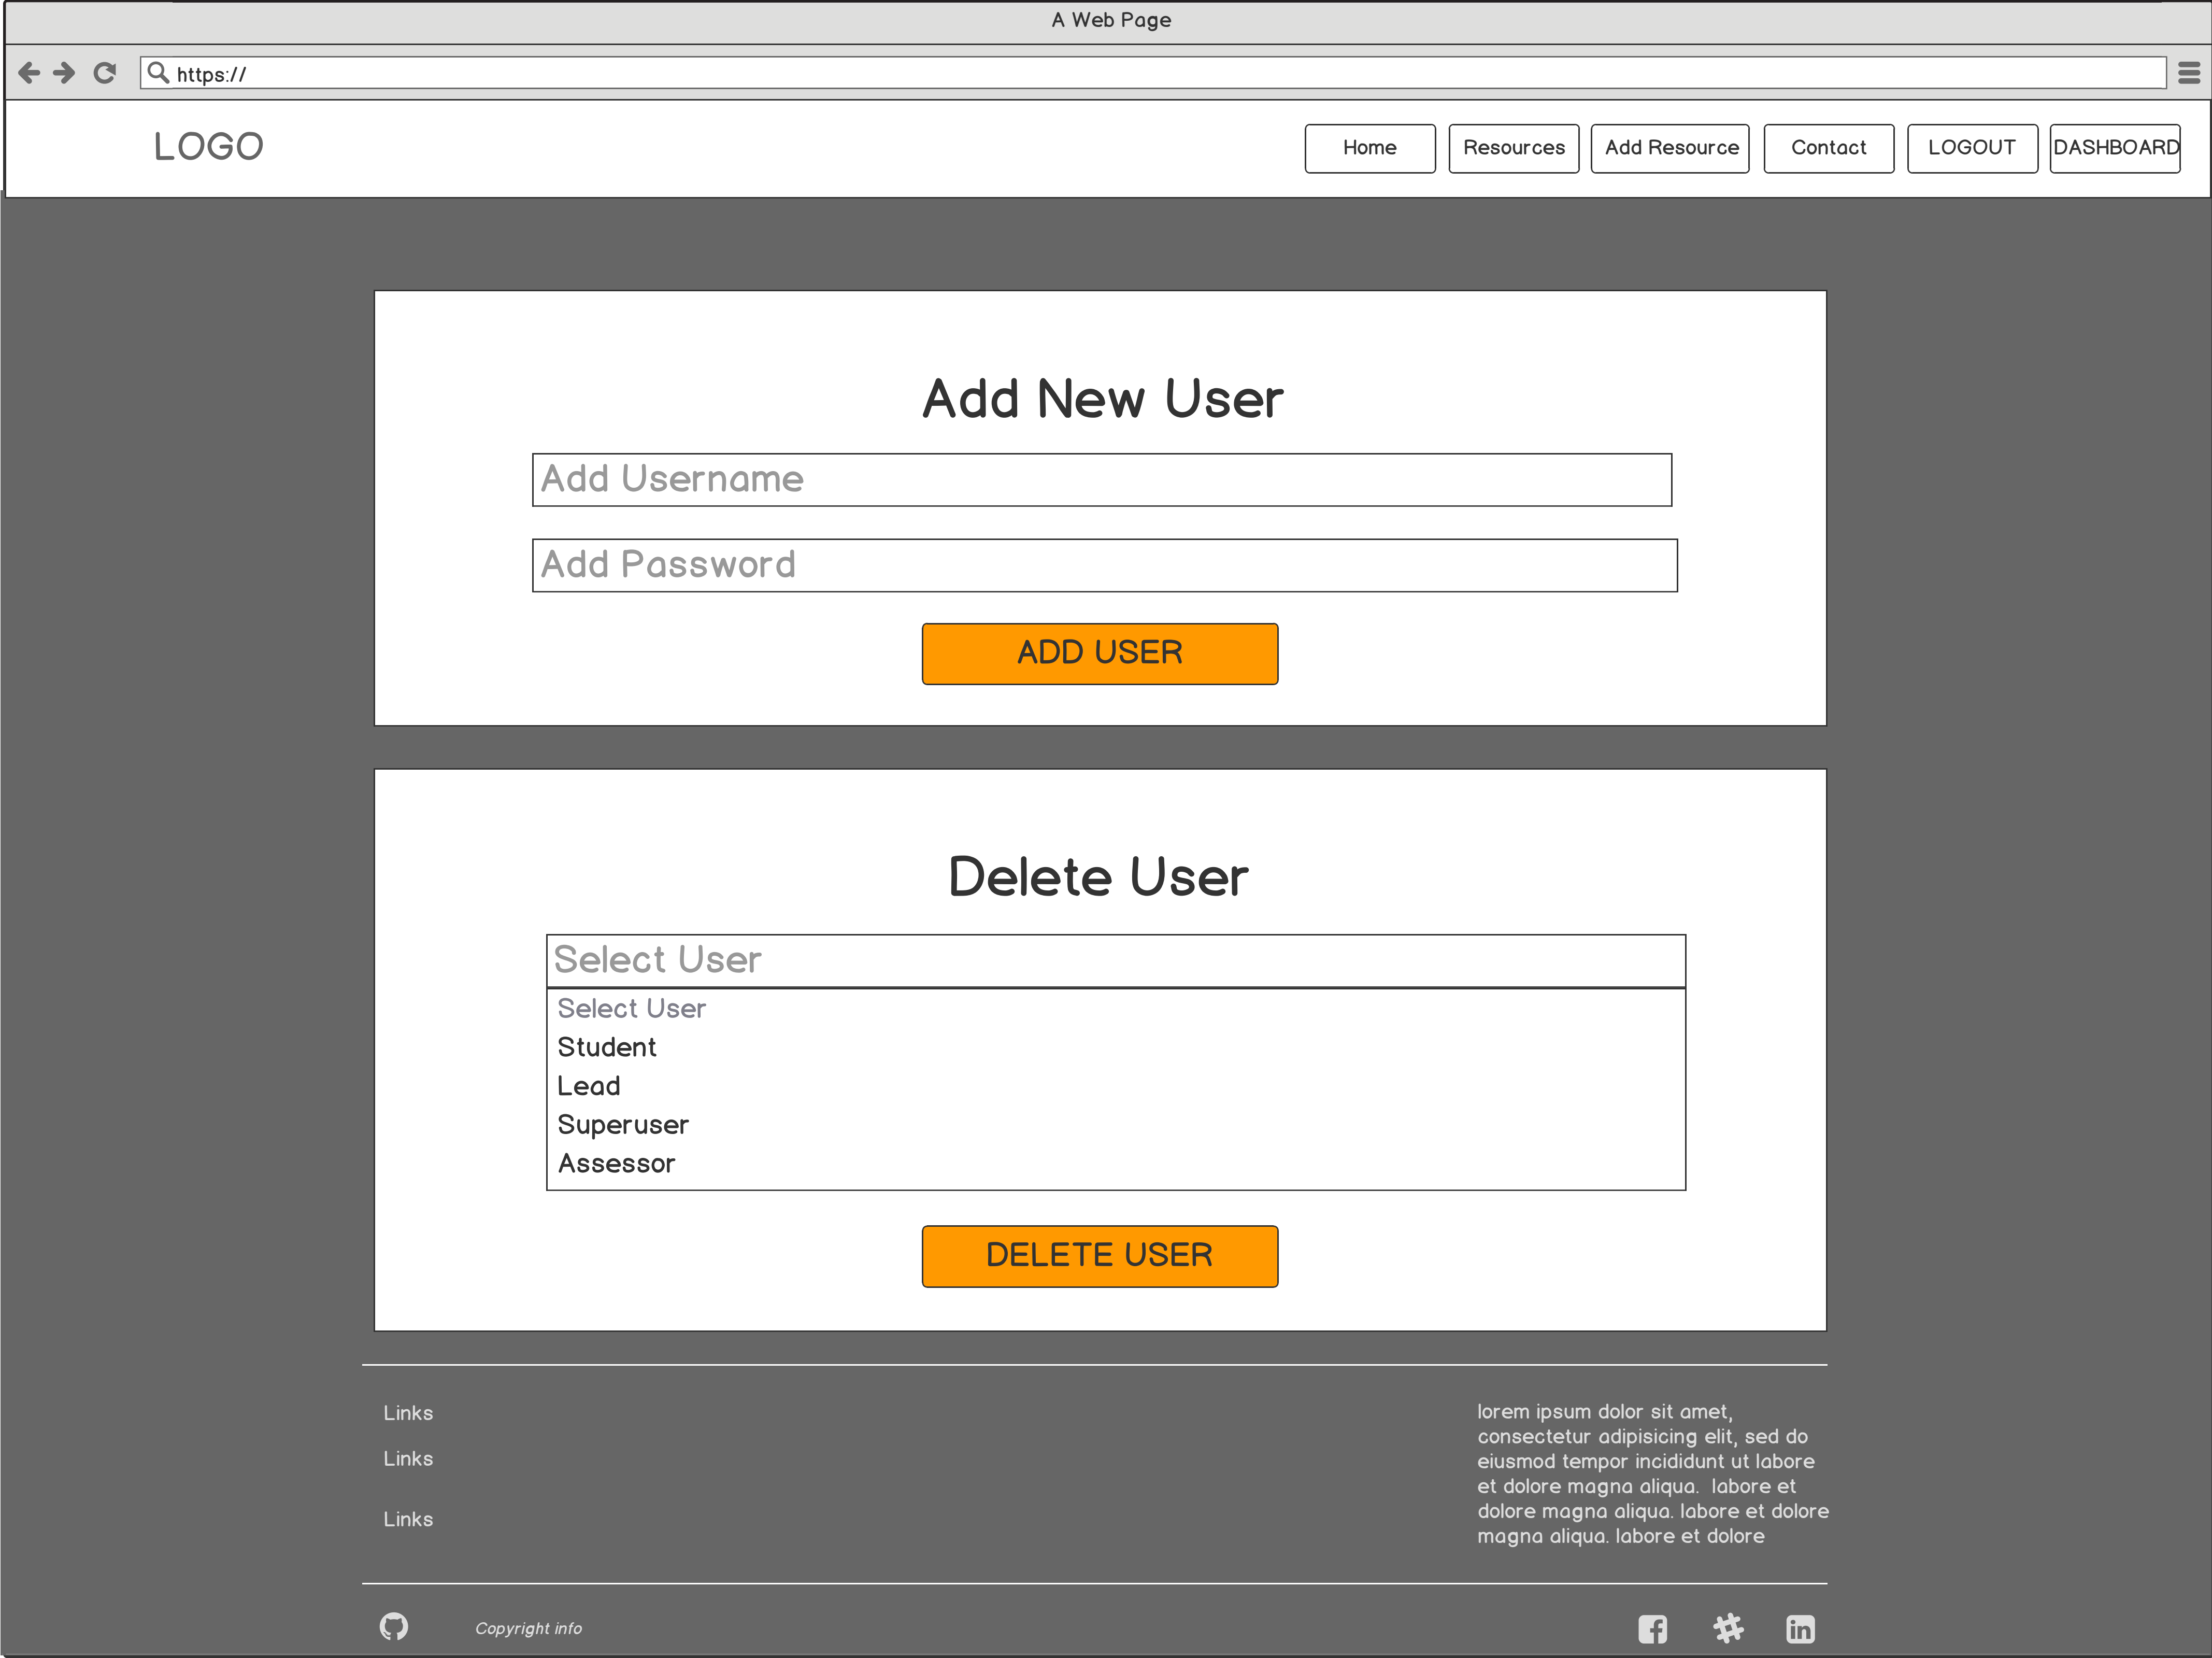 A Web Page
https://
LOGO
Home
Resources
Add Resource
Contact
LOGOUT
DASHBOARD
Add New User
Add Username
Add Password
ADD USER
Delete User
Select User
Select User
Student
Lead
Superuser
Assessor
DELETE USER
Links
Links
Links
lorem ipsum dolor sit amet,
consectetur adipisicing elit, sed do
eiusmod tempor incididunt ut labore
et dolore magna aliqua.  labore et
dolore magna aliqua. labore et dolore
magna aliqua. labore et dolore
Copyright info